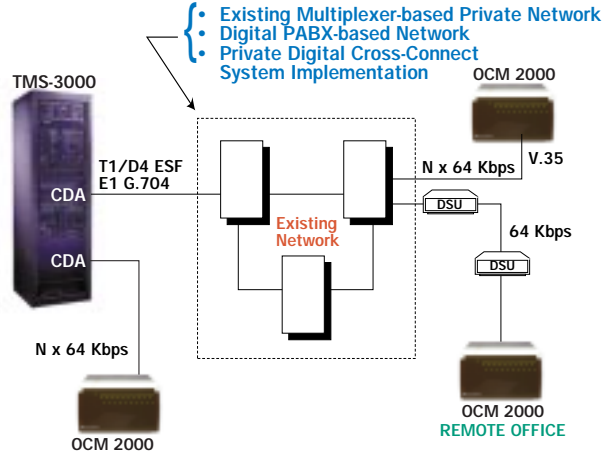 • Existing Multiplexer-based Private Network
• Digital PABX-based Network
• Private Digital Cross-Connect
System Implementation
TMS-3000
OCM 2000
T1/D4 ESF
E1 G.704
CDA
N x 64 Kbps
V.35
DSU
Existing
Network
64 Kbps
CDA
DSU
N x 64 Kbps
OCM 2000
OCM 2000
REMOTE OFFICE